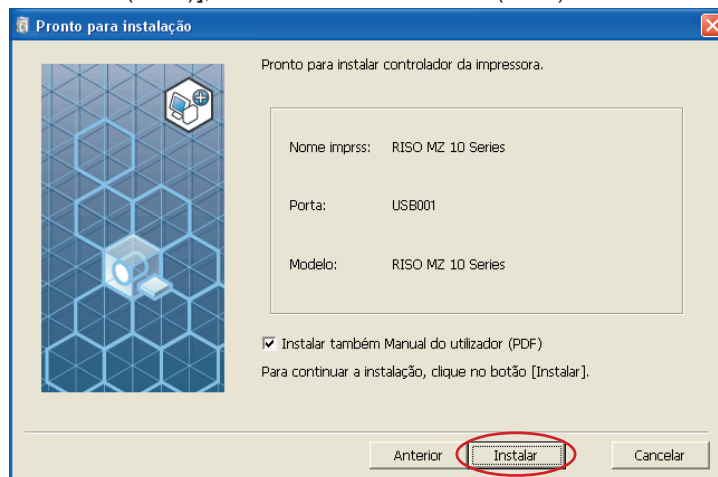 Pronto para instalação
Pronto para instalar controlador da impressora.
Nome imprss: RISO MZ 10 Series
Porta: USB001
Modelo: RISO MZ 10 Series
Instalar também Manual do utilizador (PDF)
Para continuar a instalação, clique no botão [Instalar].
Anterior Instalar Cancelar